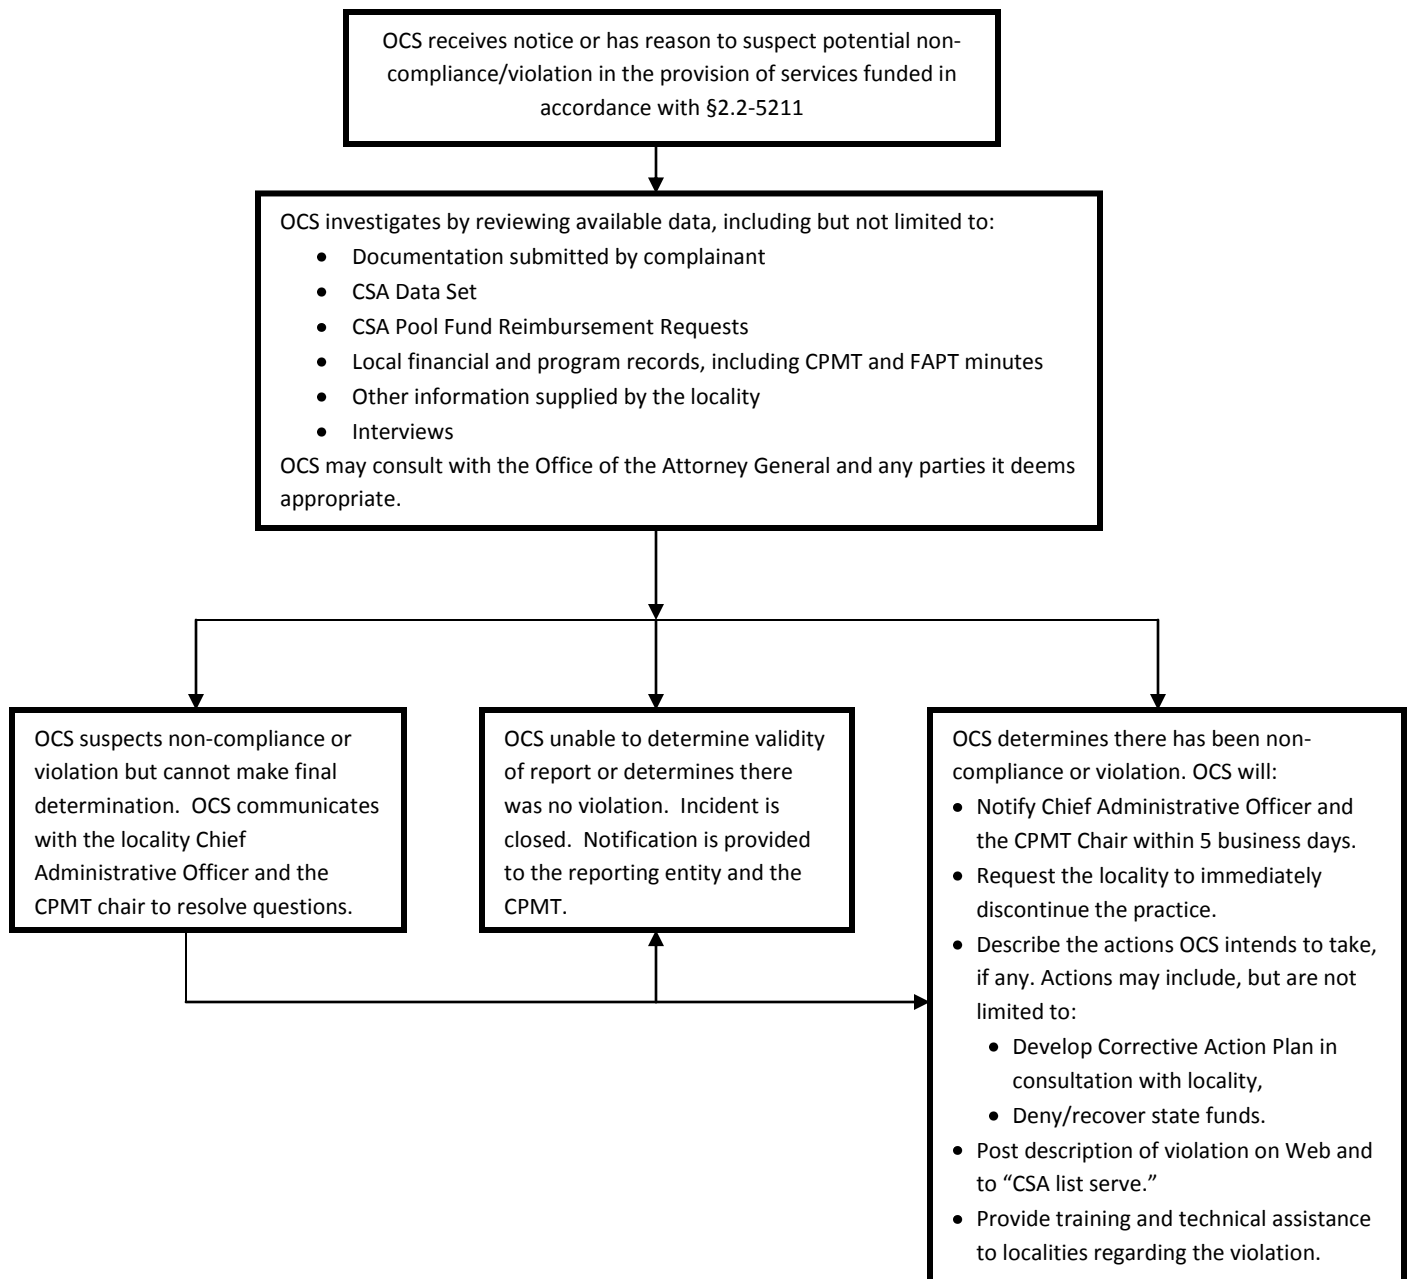 OCS receives notice or has reason to suspect potential non-
compliance/violation in the provision of services funded in
accordance with §2.2-5211
OCS investigates by reviewing available data, including but not limited to:
• Documentation submitted by complainant
• CSA Data Set
• CSA Pool Fund Reimbursement Requests
• Local financial and program records, including CPMT and FAPT minutes
• Other information supplied by the locality
• Interviews
OCS may consult with the Office of the Attorney General and any parties it deems
appropriate.
OCS suspects non-compliance or
violation but cannot make final
determination.  OCS communicates
with the locality Chief
Administrative Officer and the
CPMT chair to resolve questions.
OCS unable to determine validity
of report or determines there
was no violation.  Incident is
closed.  Notification is provided
to the reporting entity and the
CPMT.
OCS determines there has been non-
compliance or violation. OCS will:
• Notify Chief Administrative Officer and
the CPMT Chair within 5 business days.
• Request the locality to immediately
discontinue the practice.
• Describe the actions OCS intends to take,
if any. Actions may include, but are not
limited to:
• Develop Corrective Action Plan in
consultation with locality,
• Deny/recover state funds.
• Post description of violation on Web and
to “CSA list serve.”
• Provide training and technical assistance
to localities regarding the violation.